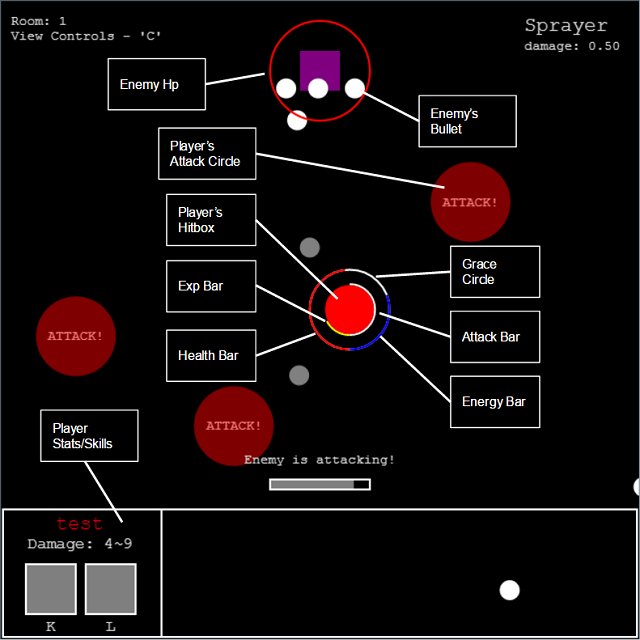 Room: 1
View Controls - 'C'
Sprayer
damage: 0.50
Enemy Hp
Enemy's
Bullet
Player's
Attack Circle
ATTACK!
Player's
Hitbox
Grace
Circle
Exp Bar
Attack Bar
ATTACK!
Health Bar
Energy Bar
ATTACK!
Player
Stats/Skills
Enemy is attacking!
test
Damage: 4~9
K
L